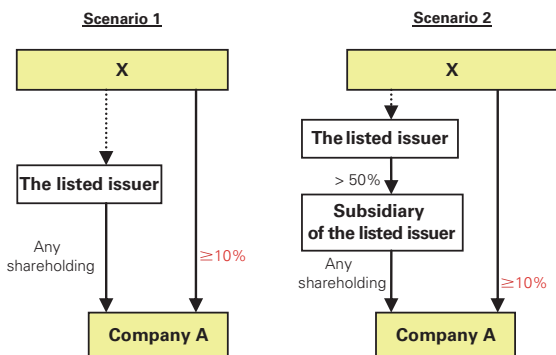 Scenario 1
X
The listed issuer
Any
shareholding
≥10%
Company A
Scenario 2
X
The listed issuer
> 50%
Subsidiary
of the listed issuer
Any
shareholding
≥10%
Company A